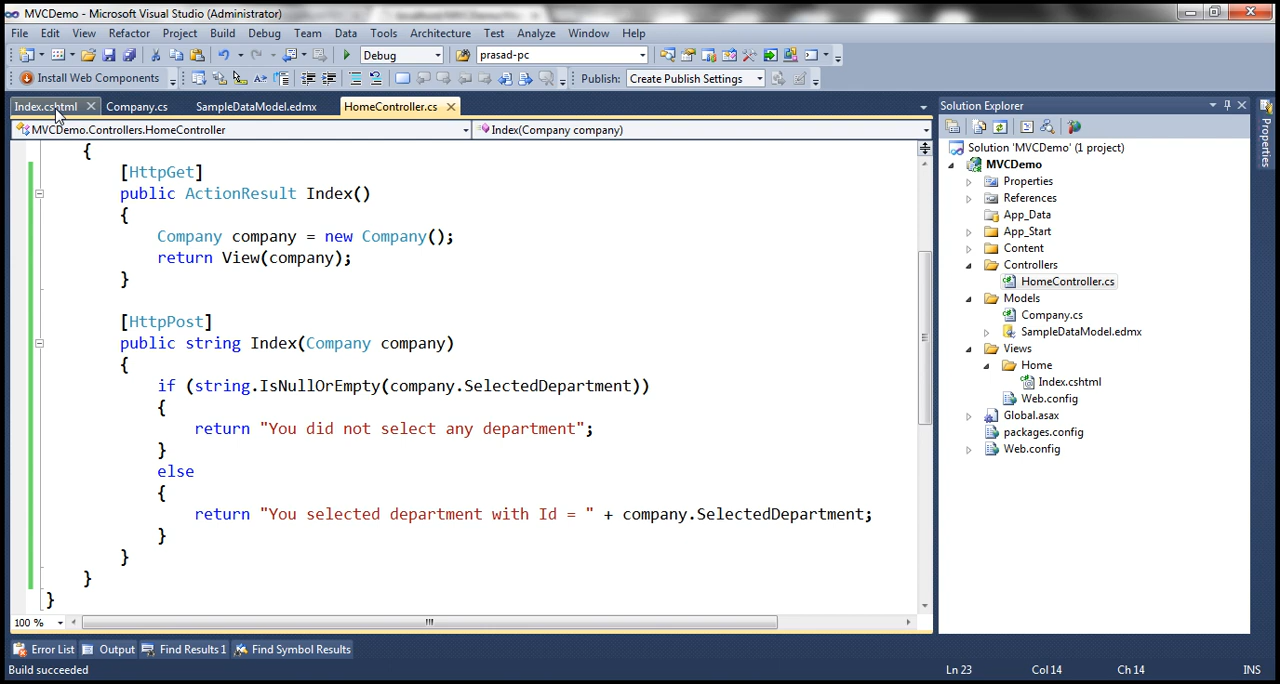 MVCDemo - Microsoft Visual Studio (Administrator)
File Edit View Refactor Project Build Debug Team Data Tools Architecture Test Analyze Window Help
Debug prasad-pc
Install Web Components Publish: Create Publish Settings
Index.cshtml Company.cs SampleDataModel.edmx HomeController.cs
MVCDemo.Controllers.HomeController Index(Company company)
{
[HttpGet]
public ActionResult Index()
{
Company company = new Company();
return View(company);
}
[HttpPost]
public string Index(Company company)
{
if (string.IsNullOrEmpty(company.SelectedDepartment))
{
return "You did not select any department";
}
else
{
return "You selected department with Id = " + company.SelectedDepartment;
}
}
}
}
100 %
Solution Explorer
Solution 'MVCDemo' (1 project)
MVCDemo
Properties
References
App_Data
App_Start
Content
Controllers
HomeController.cs
Models
Company.cs
SampleDataModel.edmx
Views
Home
Index.cshtml
Web.config
Global.asax
packages.config
Web.config
Properties
Error List Output Find Results 1 Find Symbol Results
Build succeeded Ln 23 Col 14 Ch 14 INS